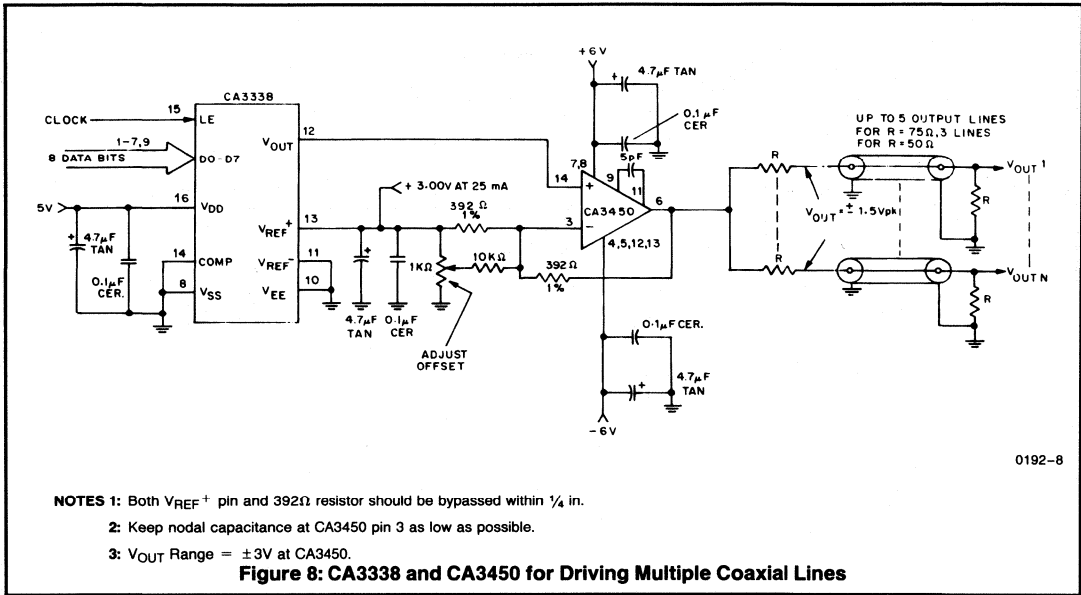 CA3338
CLOCK
15
LE
8 DATA BITS
1-7,9
D0-D7
VOUT
12
5V
16
VDD
4.7µF
TAN
0.1µF
CER.
14
COMP
8
VSS
VREF+
13
VREF-
11
VEE
10
+ 3.00V AT 25 mA
392 Ω
1%
1KΩ
10KΩ
392Ω
1%
4.7µF
TAN
0.1µF
CER
ADJUST
OFFSET
+6V
4.7µF TAN
0.1 µF
CER
5pF
7,8
9
11
14
+
CA3450
6
3
-
4,5,12,13
0.1µF CER.
4.7µF
TAN
-6V
R
R
VOUT = ± 1.5Vpk
UP TO 5 OUTPUT LINES
FOR R = 75Ω, 3 LINES
FOR R = 50Ω
VOUT 1
R
VOUT N
R
0192-8
NOTES 1: Both VREF+ pin and 392Ω resistor should be bypassed within 1/4 in.
2: Keep nodal capacitance at CA3450 pin 3 as low as possible.
3: VOUT Range = ±3V at CA3450.
Figure 8: CA3338 and CA3450 for Driving Multiple Coaxial Lines